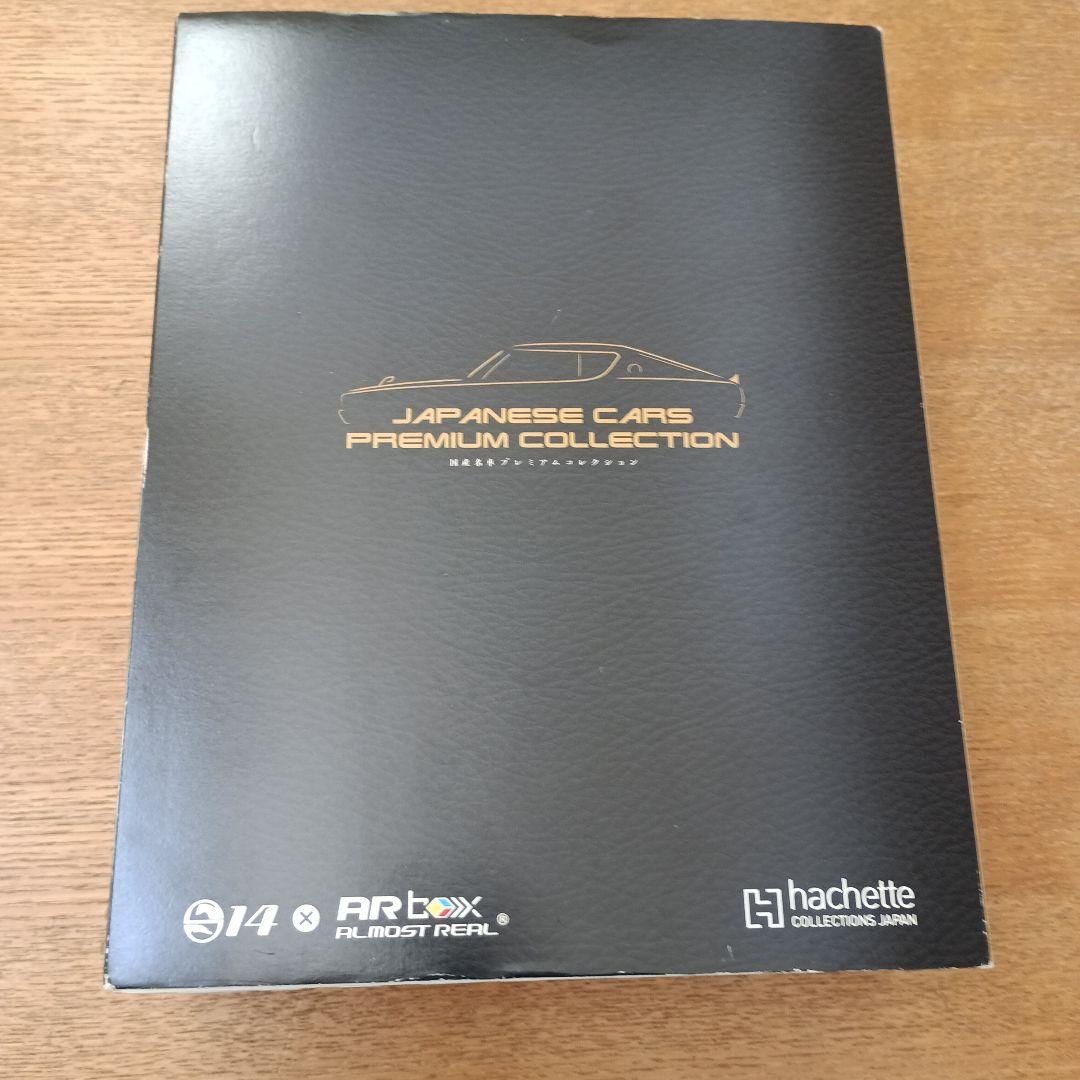 JAPANESE CARS
PREMIUM COLLECTION
国産名車プレミアムコレクション
14 × ARtox ALMOST REAL®
hachette
COLLECTIONS JAPAN